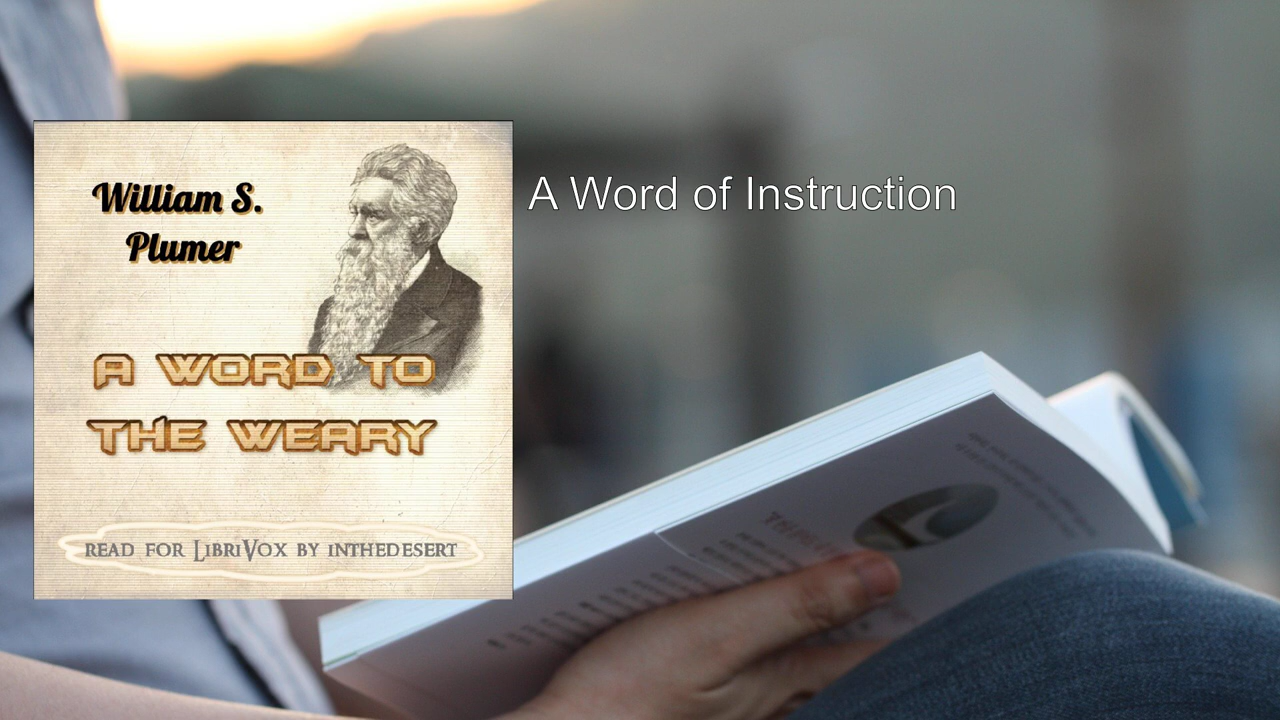 William S.
Plumer
A WORD TO
THE WEARY
READ FOR LIBRIVOX BY INTHEDESERT
A Word of Instruction